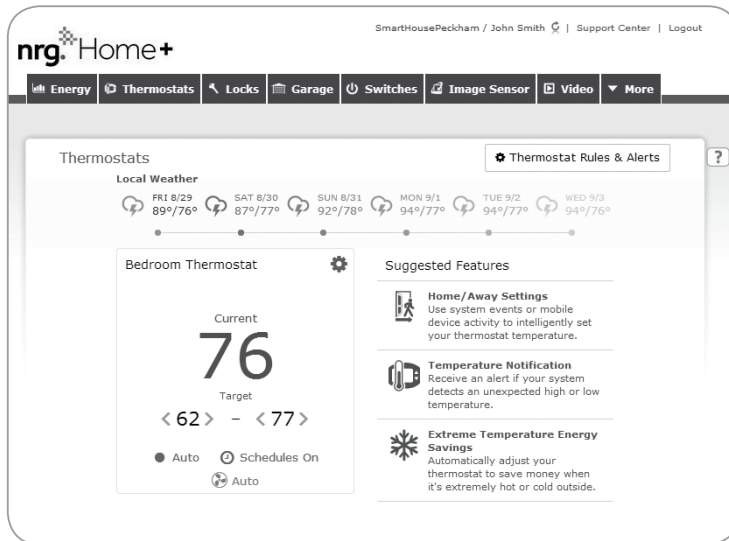 SmartHousePeckham / John Smith | Support Center | Logout
nrg. Home+
Energy Thermostats Locks Garage Switches Image Sensor Video More
Thermostats
Thermostat Rules & Alerts
?
Local Weather
FRI 8/29
89°/76°
SAT 8/30
87°/77°
SUN 8/31
92°/78°
MON 9/1
94°/77°
TUE 9/2
94°/77°
WED 9/3
94°/76°
Bedroom Thermostat
Current
76
Target
< 62 > – < 77 >
Auto Schedules On
Auto
Suggested Features
Home/Away Settings
Use system events or mobile
device activity to intelligently set
your thermostat temperature.
Temperature Notification
Receive an alert if your system
detects an unexpected high or low
temperature.
Extreme Temperature Energy
Savings
Automatically adjust your
thermostat to save money when
it's extremely hot or cold outside.